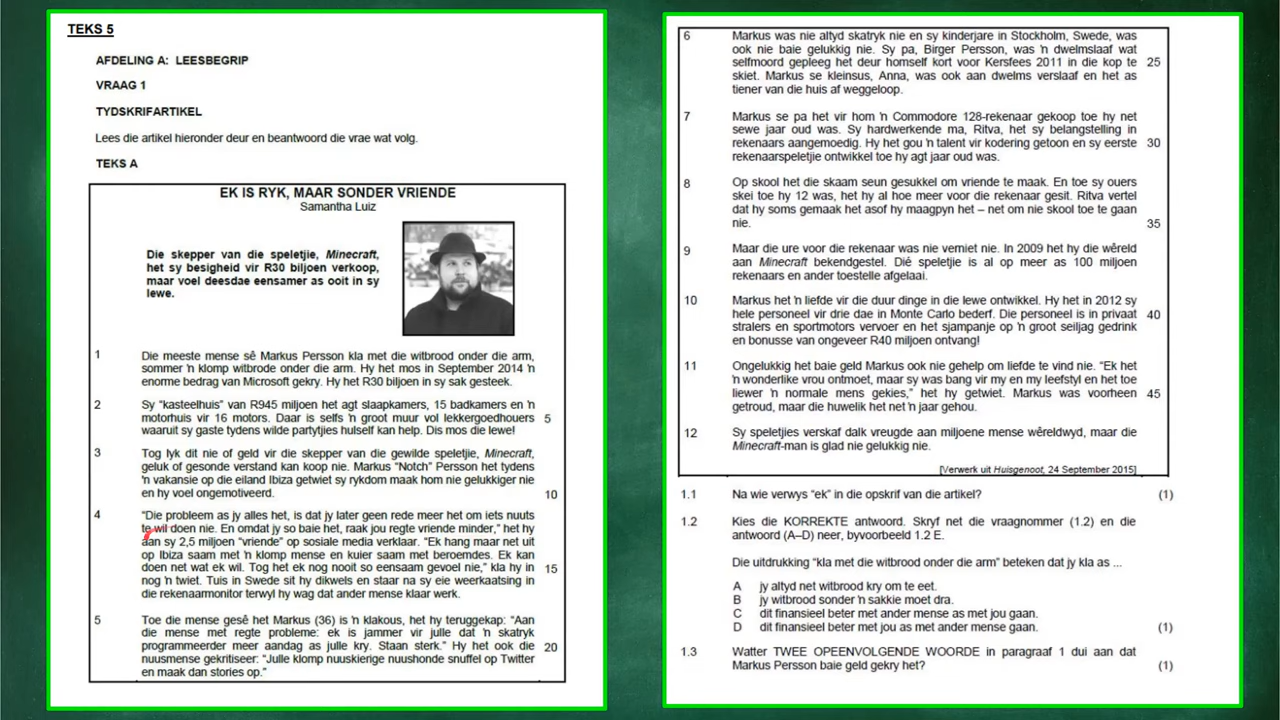 TEKS 5
AFDELING A: LEESBEGRIP
VRAAG 1
TYDSKRIFARTIKEL
Lees die artikel hieronder deur en beantwoord die vrae wat volg.
TEKS A
EK IS RYK, MAAR SONDER VRIENDE
Samantha Luiz
Die skepper van die speletjie, Minecraft,
het sy besigheid vir R30 biljoen verkoop,
maar voel deesdae eensamer as ooit in sy
lewe.
1 Die meeste mense sê Markus Persson kla met die witbrood onder die arm,
sommer 'n klomp witbrode onder die arm. Hy het mos in September 2014 'n
enorme bedrag van Microsoft gekry. Hy het R30 biljoen in sy sak gesteek.
2 Sy "kasteelhuis" van R945 miljoen het agt slaapkamers, 15 badkamers en 'n
motorhuis vir 16 motors. Daar is selfs 'n groot muur vol lekkergoedhouers 5
waaruit sy gaste tydens wilde partytjies hulself kan help. Dis mos die lewe!
3 Tog lyk dit nie of geld vir die skepper van die gewilde speletjie, Minecraft,
geluk of gesonde verstand kan koop nie. Markus "Notch" Persson het tydens
'n vakansie op die eiland Ibiza getwiet sy rykdom maak hom nie gelukkiger nie
en hy voel ongemotiveerd. 10
4 "Die probleem as jy alles het, is dat jy later geen rede meer het om iets nuuts
te wil doen nie. En omdat jy so baie het, raak jou regte vriende minder," het hy
aan sy 2,5 miljoen "vriende" op sosiale media verklaar. "Ek hang maar net uit
op Ibiza saam met 'n klomp mense en kuier saam met beroemdes. Ek kan
doen net wat ek wil. Tog het ek nog nooit so eensaam gevoel nie," kla hy in 15
nog 'n twiet. Tuis in Swede sit hy dikwels en staar na sy eie weerkaatsing in
die rekenaarmonitor terwyl hy wag dat ander mense klaar werk.
5 Toe die mense gesê het Markus (36) is 'n klakous, het hy teruggekap: "Aan
die mense met regte probleme: ek is jammer vir julle dat 'n skatryk
programmeerder meer aandag as julle kry. Staan sterk." Hy het ook die 20
nuusmense gekritiseer: "Julle klomp nuuskierige nuushonde snuffel op Twitter
en maak dan stories op."
6 Markus was nie altyd skatryk nie en sy kinderjare in Stockholm, Swede, was
ook nie baie gelukkig nie. Sy pa, Birger Persson, was 'n dwelmslaaf wat
selfmoord gepleeg het deur homself kort voor Kersfees 2011 in die kop te 25
skiet. Markus se kleinsus, Anna, was ook aan dwelms verslaaf en het as
tiener van die huis af weggeloop.
7 Markus se pa het vir hom 'n Commodore 128-rekenaar gekoop toe hy net
sewe jaar oud was. Sy hardwerkende ma, Ritva, het sy belangstelling in
rekenaars aangemoedig. Hy het gou 'n talent vir kodering getoon en sy eerste 30
rekenaarspeletjie ontwikkel toe hy agt jaar oud was.
8 Op skool het die skaam seun gesukkel om vriende te maak. En toe sy ouers
skei toe hy 12 was, het hy al hoe meer voor die rekenaar gesit. Ritva vertel
dat hy soms gemaak het asof hy maagpyn het – net om nie skool toe te gaan
nie. 35
9 Maar die ure voor die rekenaar was nie verniet nie. In 2009 het hy die wêreld
aan Minecraft bekendgestel. Dié speletjie is al op meer as 100 miljoen
rekenaars en ander toestelle afgelaai.
10 Markus het 'n liefde vir die duur dinge in die lewe ontwikkel. Hy het in 2012 sy
hele personeel vir drie dae in Monte Carlo bederf. Die personeel is in privaat 40
stralers en sportmotors vervoer en het sjampanje op 'n groot seiljag gedrink
en bonusse van ongeveer R40 miljoen ontvang!
11 Ongelukkig het baie geld Markus ook nie gehelp om liefde te vind nie. "Ek het
'n wonderlike vrou ontmoet, maar sy was bang vir my en my leefstyl en het toe
liewer 'n normale mens gekies," het hy getwiet. Markus was voorheen 45
getroud, maar die huwelik het net 'n jaar gehou.
12 Sy speletjies verskaf dalk vreugde aan miljoene mense wêreldwyd, maar die
Minecraft-man is glad nie gelukkig nie.
[Verwerk uit Huisgenoot, 24 September 2015]
1.1 Na wie verwys "ek" in die opskrif van die artikel? (1)
1.2 Kies die KORREKTE antwoord. Skryf net die vraagnommer (1.2) en die
antwoord (A–D) neer, byvoorbeeld 1.2 E.
Die uitdrukking "kla met die witbrood onder die arm" beteken dat jy kla as ...
A jy altyd net witbrood kry om te eet.
B jy witbrood sonder 'n sakkie moet dra.
C dit finansieel beter met ander mense as met jou gaan.
D dit finansieel beter met jou as met ander mense gaan. (1)
1.3 Watter TWEE OPEENVOLGENDE WOORDE in paragraaf 1 dui aan dat
Markus Persson baie geld gekry het? (1)